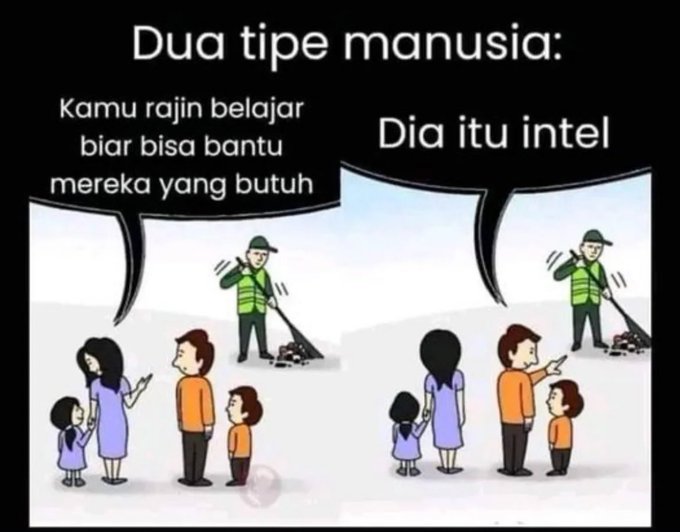 Dua tipe manusia:
Kamu rajin belajar
biar bisa bantu
mereka yang butuh
Dia itu intel